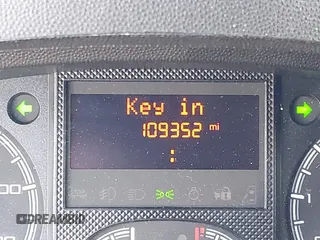 Key in
109352 mi
:
DREAMBID